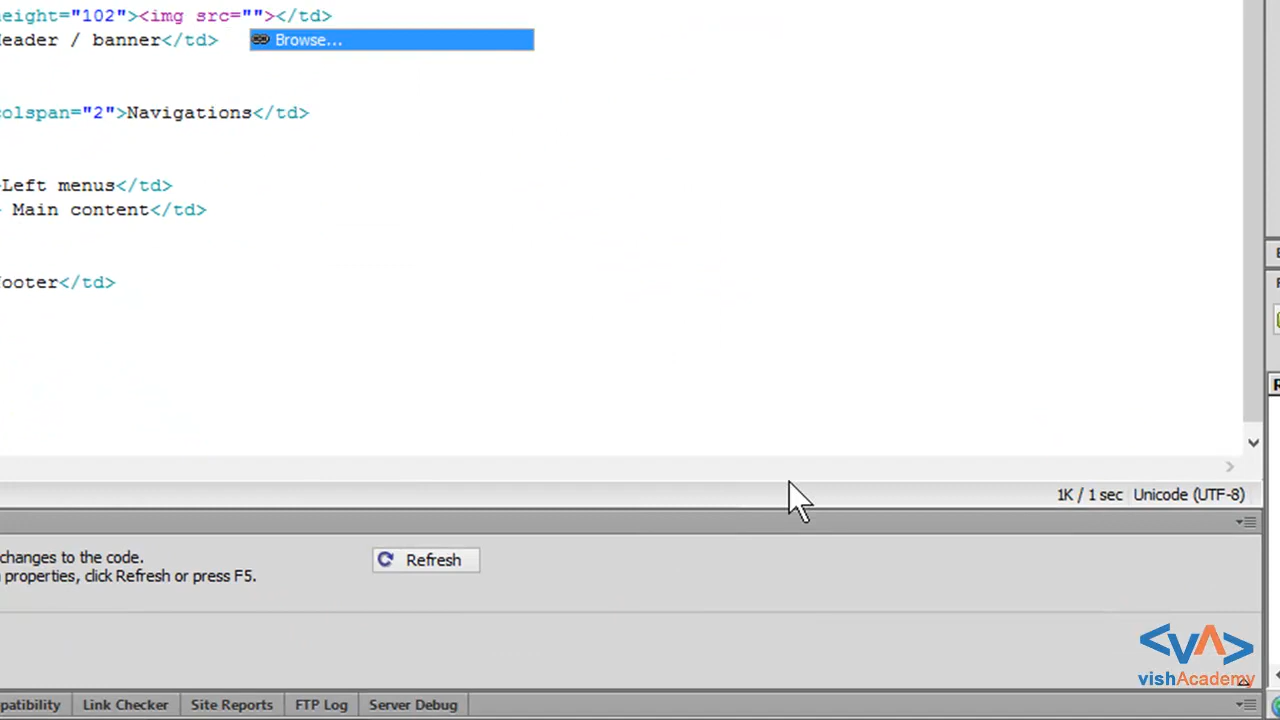 eight="102"><img src=""></td>
eader / banner</td>
Browse...
colspan="2">Navigations</td>
>Left menus</td>
> Main content</td>
ooter</td>
1K / 1 sec Unicode (UTF-8)
changes to the code.
properties, click Refresh or press F5.
Refresh
<VA>
vishAcademy
patibility Link Checker Site Reports FTP Log Server Debug